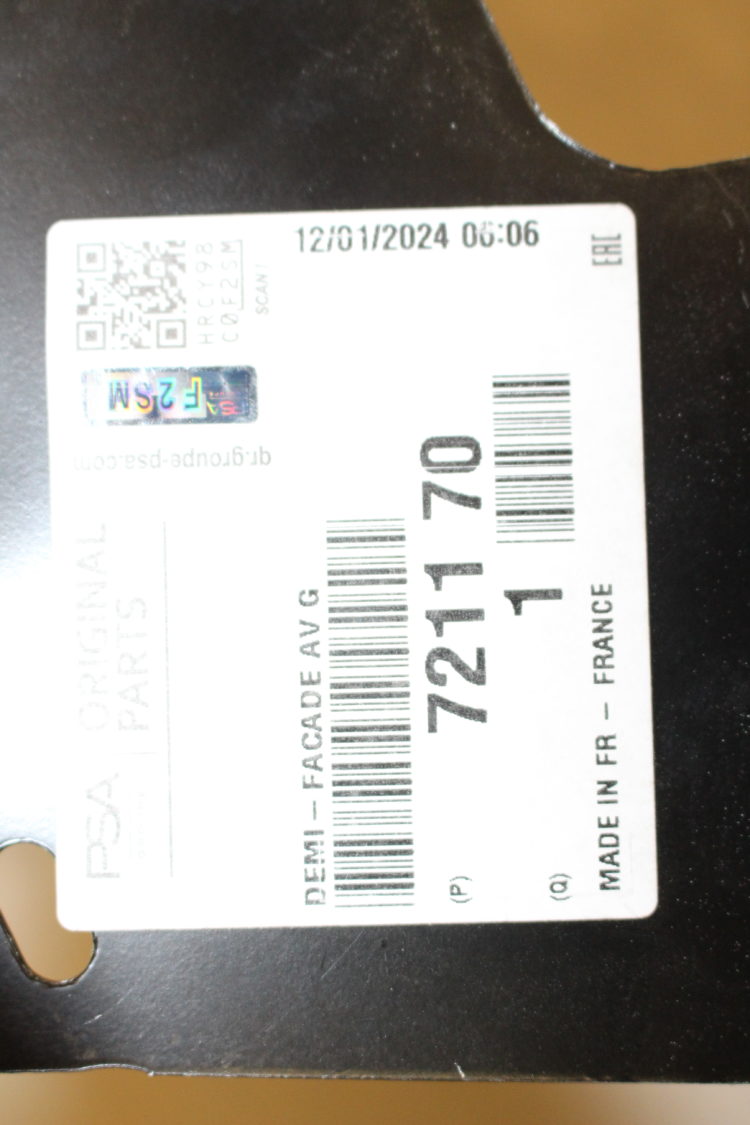 PSA
ORIGINAL
PARTS
qr.groupe-psa.com
F2SM
HRCY98
C0F2SM
SCAN!
DEMI - FACADE AV G
(P) 7211 70
(Q) 1
MADE IN FR - FRANCE
12/01/2024 06:06
EAC